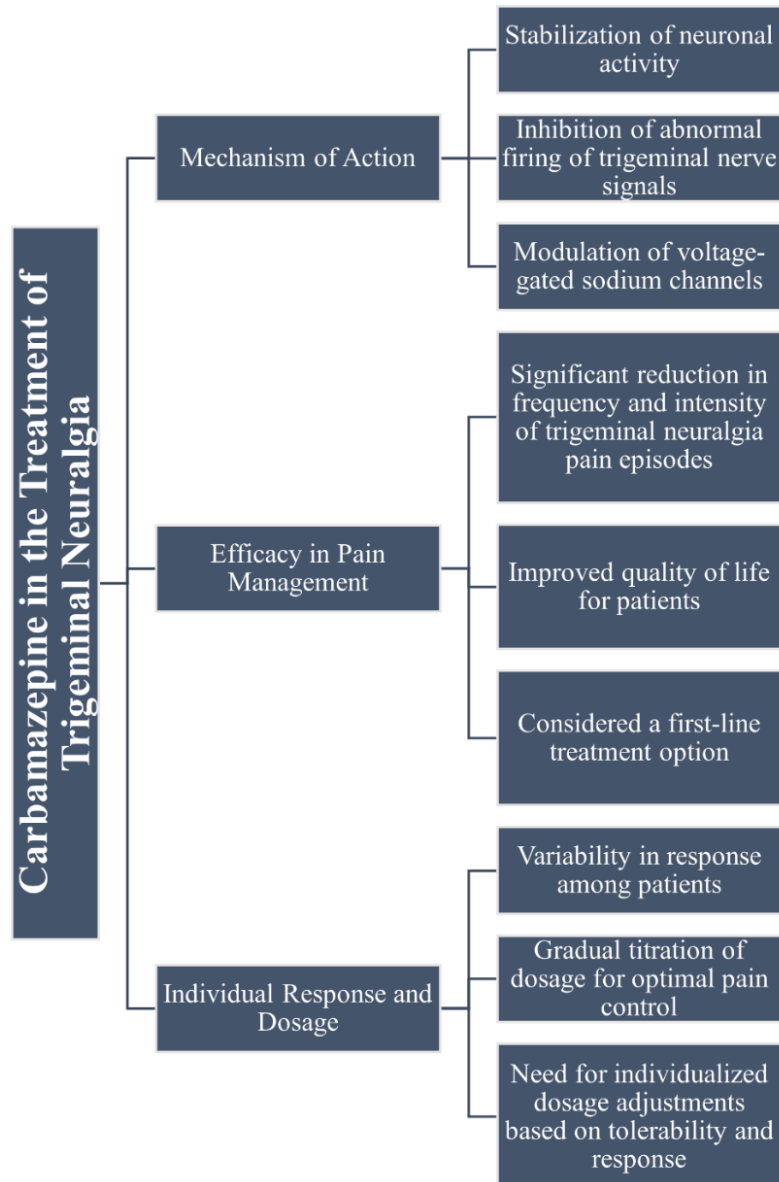 Carbamazepine in the Treatment of
Trigeminal Neuralgia
Mechanism of Action
Stabilization of neuronal
activity
Inhibition of abnormal
firing of trigeminal nerve
signals
Modulation of voltage-
gated sodium channels
Efficacy in Pain
Management
Significant reduction in
frequency and intensity
of trigeminal neuralgia
pain episodes
Improved quality of life
for patients
Considered a first-line
treatment option
Individual Response and
Dosage
Variability in response
among patients
Gradual titration of
dosage for optimal pain
control
Need for individualized
dosage adjustments
based on tolerability and
response